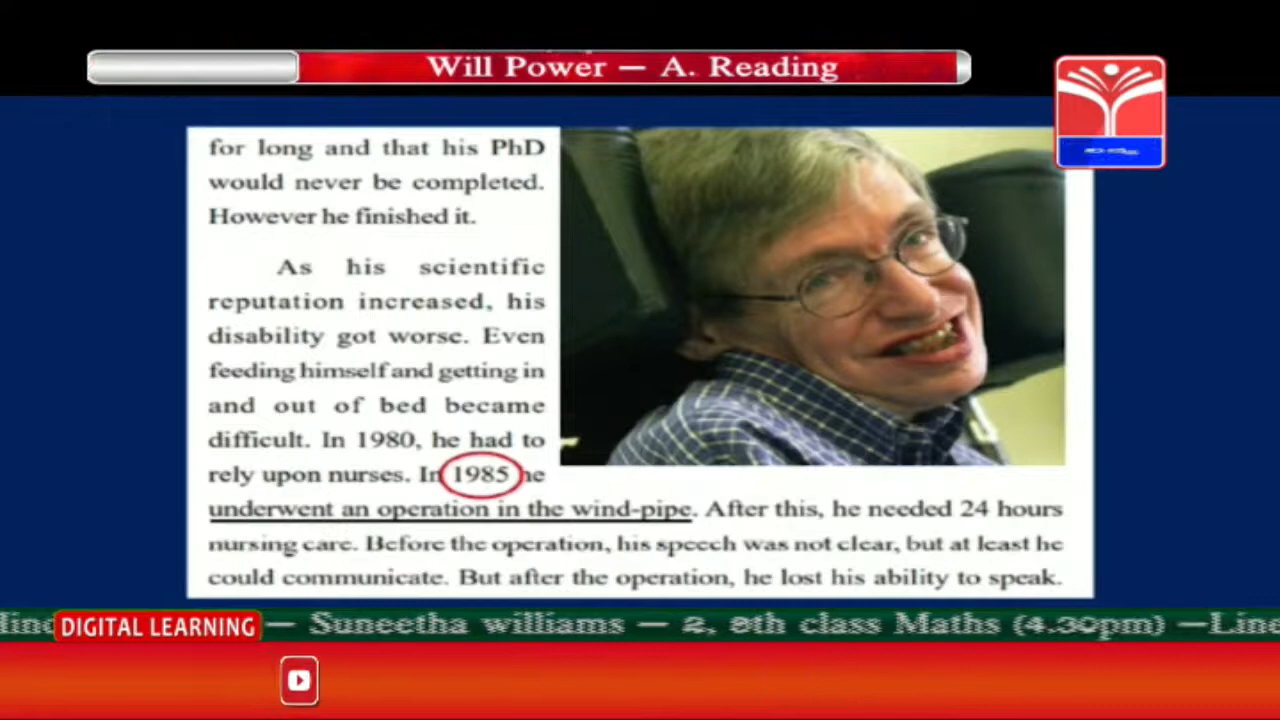 Will Power — A. Reading
for long and that his PhD
would never be completed.
However he finished it.
As his scientific
reputation increased, his
disability got worse. Even
feeding himself and getting in
and out of bed became
difficult. In 1980, he had to
rely upon nurses. In 1985 he
underwent an operation in the wind-pipe. After this, he needed 24 hours
nursing care. Before the operation, his speech was not clear, but at least he
could communicate. But after the operation, he lost his ability to speak.
DIGITAL LEARNING — Suneetha williams — class Maths (4.30pm) —Line